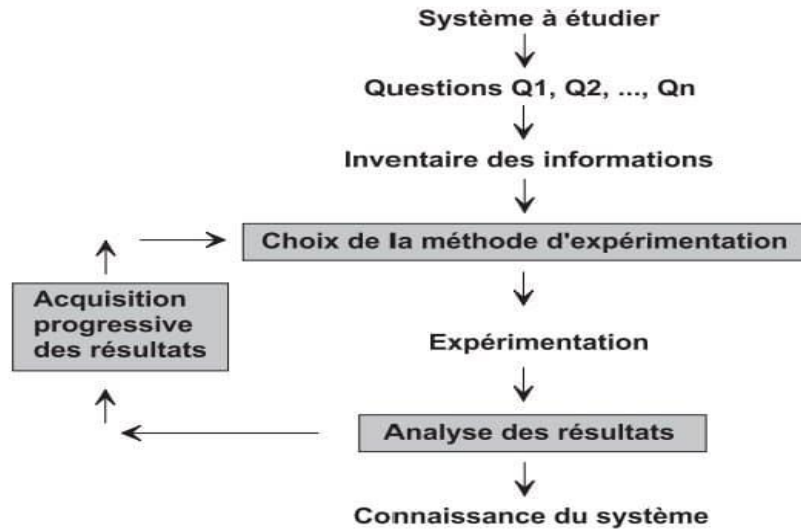 Système à étudier
Questions Q1, Q2, ..., Qn
Inventaire des informations
Choix de la méthode d'expérimentation
Acquisition
progressive
des résultats
Expérimentation
Analyse des résultats
Connaissance du système